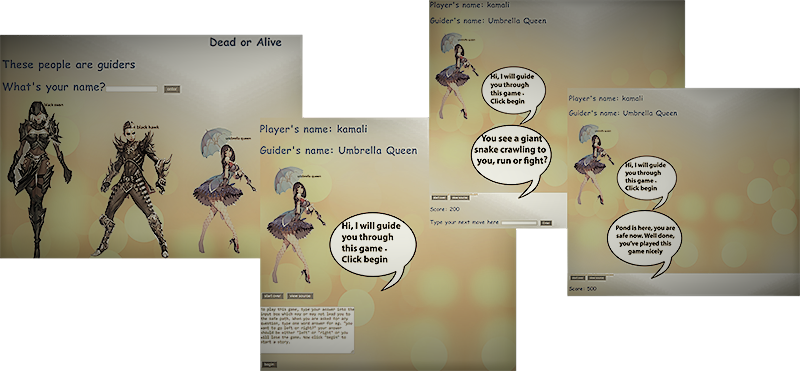 Dead or Alive
These people are guiders
What's your name?
black hawk
umbrella queen
Player's name: kamali
Guider's name: Umbrella Queen
umbrella queen
Hi, I will guide
you through
this game .
Click begin
start over
view source
To play this game, type your answer into the
input box which may or may not lead you to
the safe path. When you are asked for any
question, type one word answer for eg. "you
want to go left or right?" your answer
should be either "left" or "right" or you
will lose the game. Now click "begin" to
start a story.
begin
Player's name: kamali
Guider's name: Umbrella Queen
umbrella queen
Hi, I will guide
you through
this game .
Click begin
You see a giant
snake crawling to
you, run or fight?
start over
view source
Score: 200
Type your next move here:
Player's name: kamali
Guider's name: Umbrella Queen
umbrella queen
Hi, I will guide
you through
this game .
Click begin
Pond is here, you are
safe now. Well done,
you've played this
game nicely
start over
view source
Score: 500